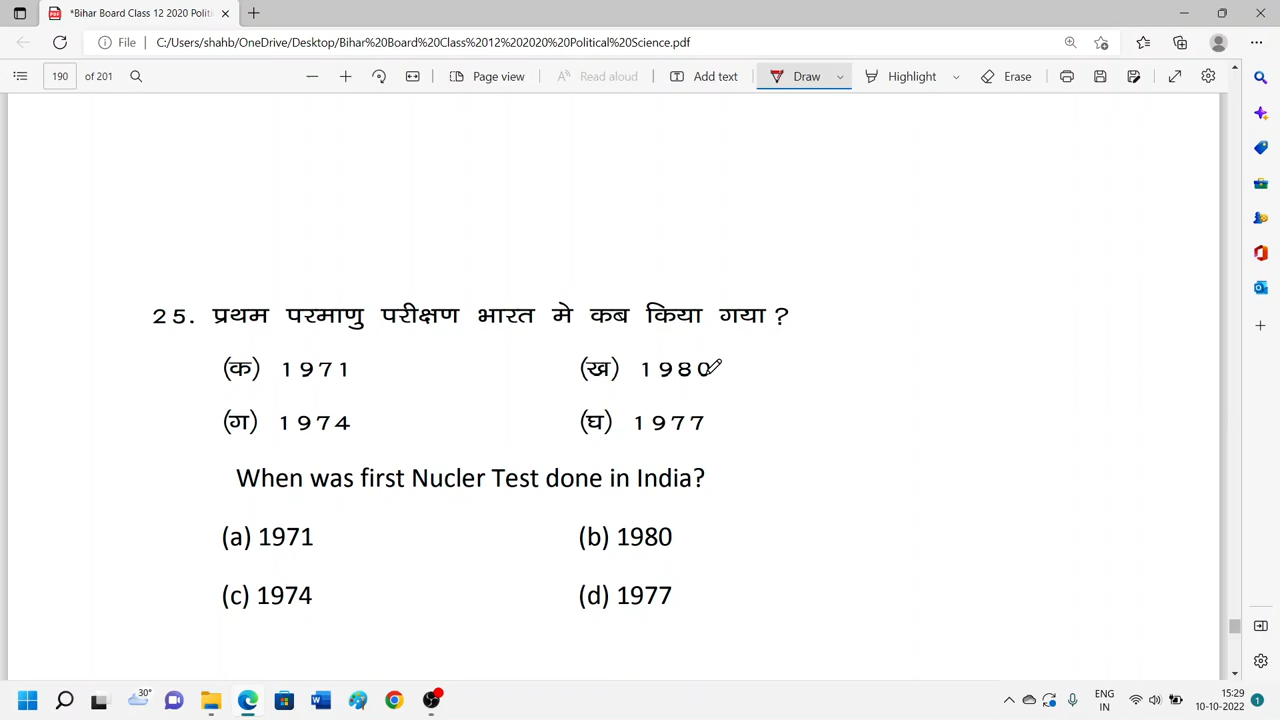 *Bihar Board Class 12 2020 Politi
File C:/Users/shahb/OneDrive/Desktop/Bihar%20Board%20Class%2012%202020%20Political%20Science.pdf
190 of 201 Page view Read aloud Add text Draw Highlight Erase
25. प्रथम परमाणु परीक्षण भारत मे कब किया गया ?
(क) 1971 (ख) 1980
(ग) 1974 (घ) 1977
When was first Nucler Test done in India?
(a) 1971 (b) 1980
(c) 1974 (d) 1977
30° ENG 15:29
IN 10-10-2022 1